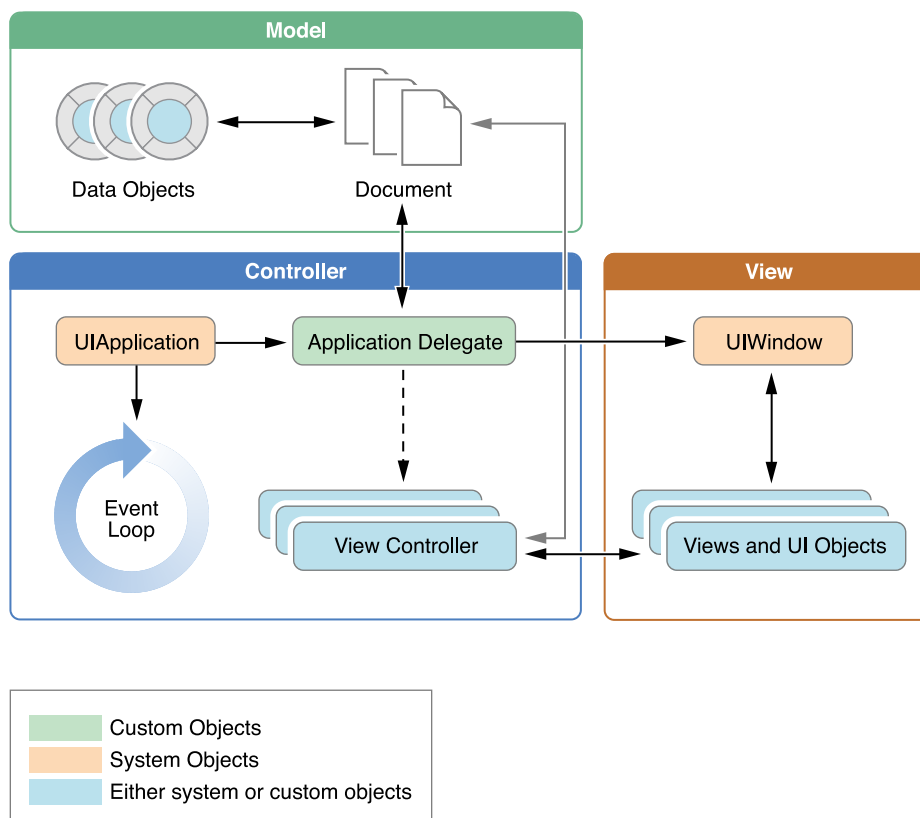 Model
Data Objects
Document
Controller
View
UIApplication
Application Delegate
UIWindow
Event
Loop
View Controller
Views and UI Objects
Custom Objects
System Objects
Either system or custom objects